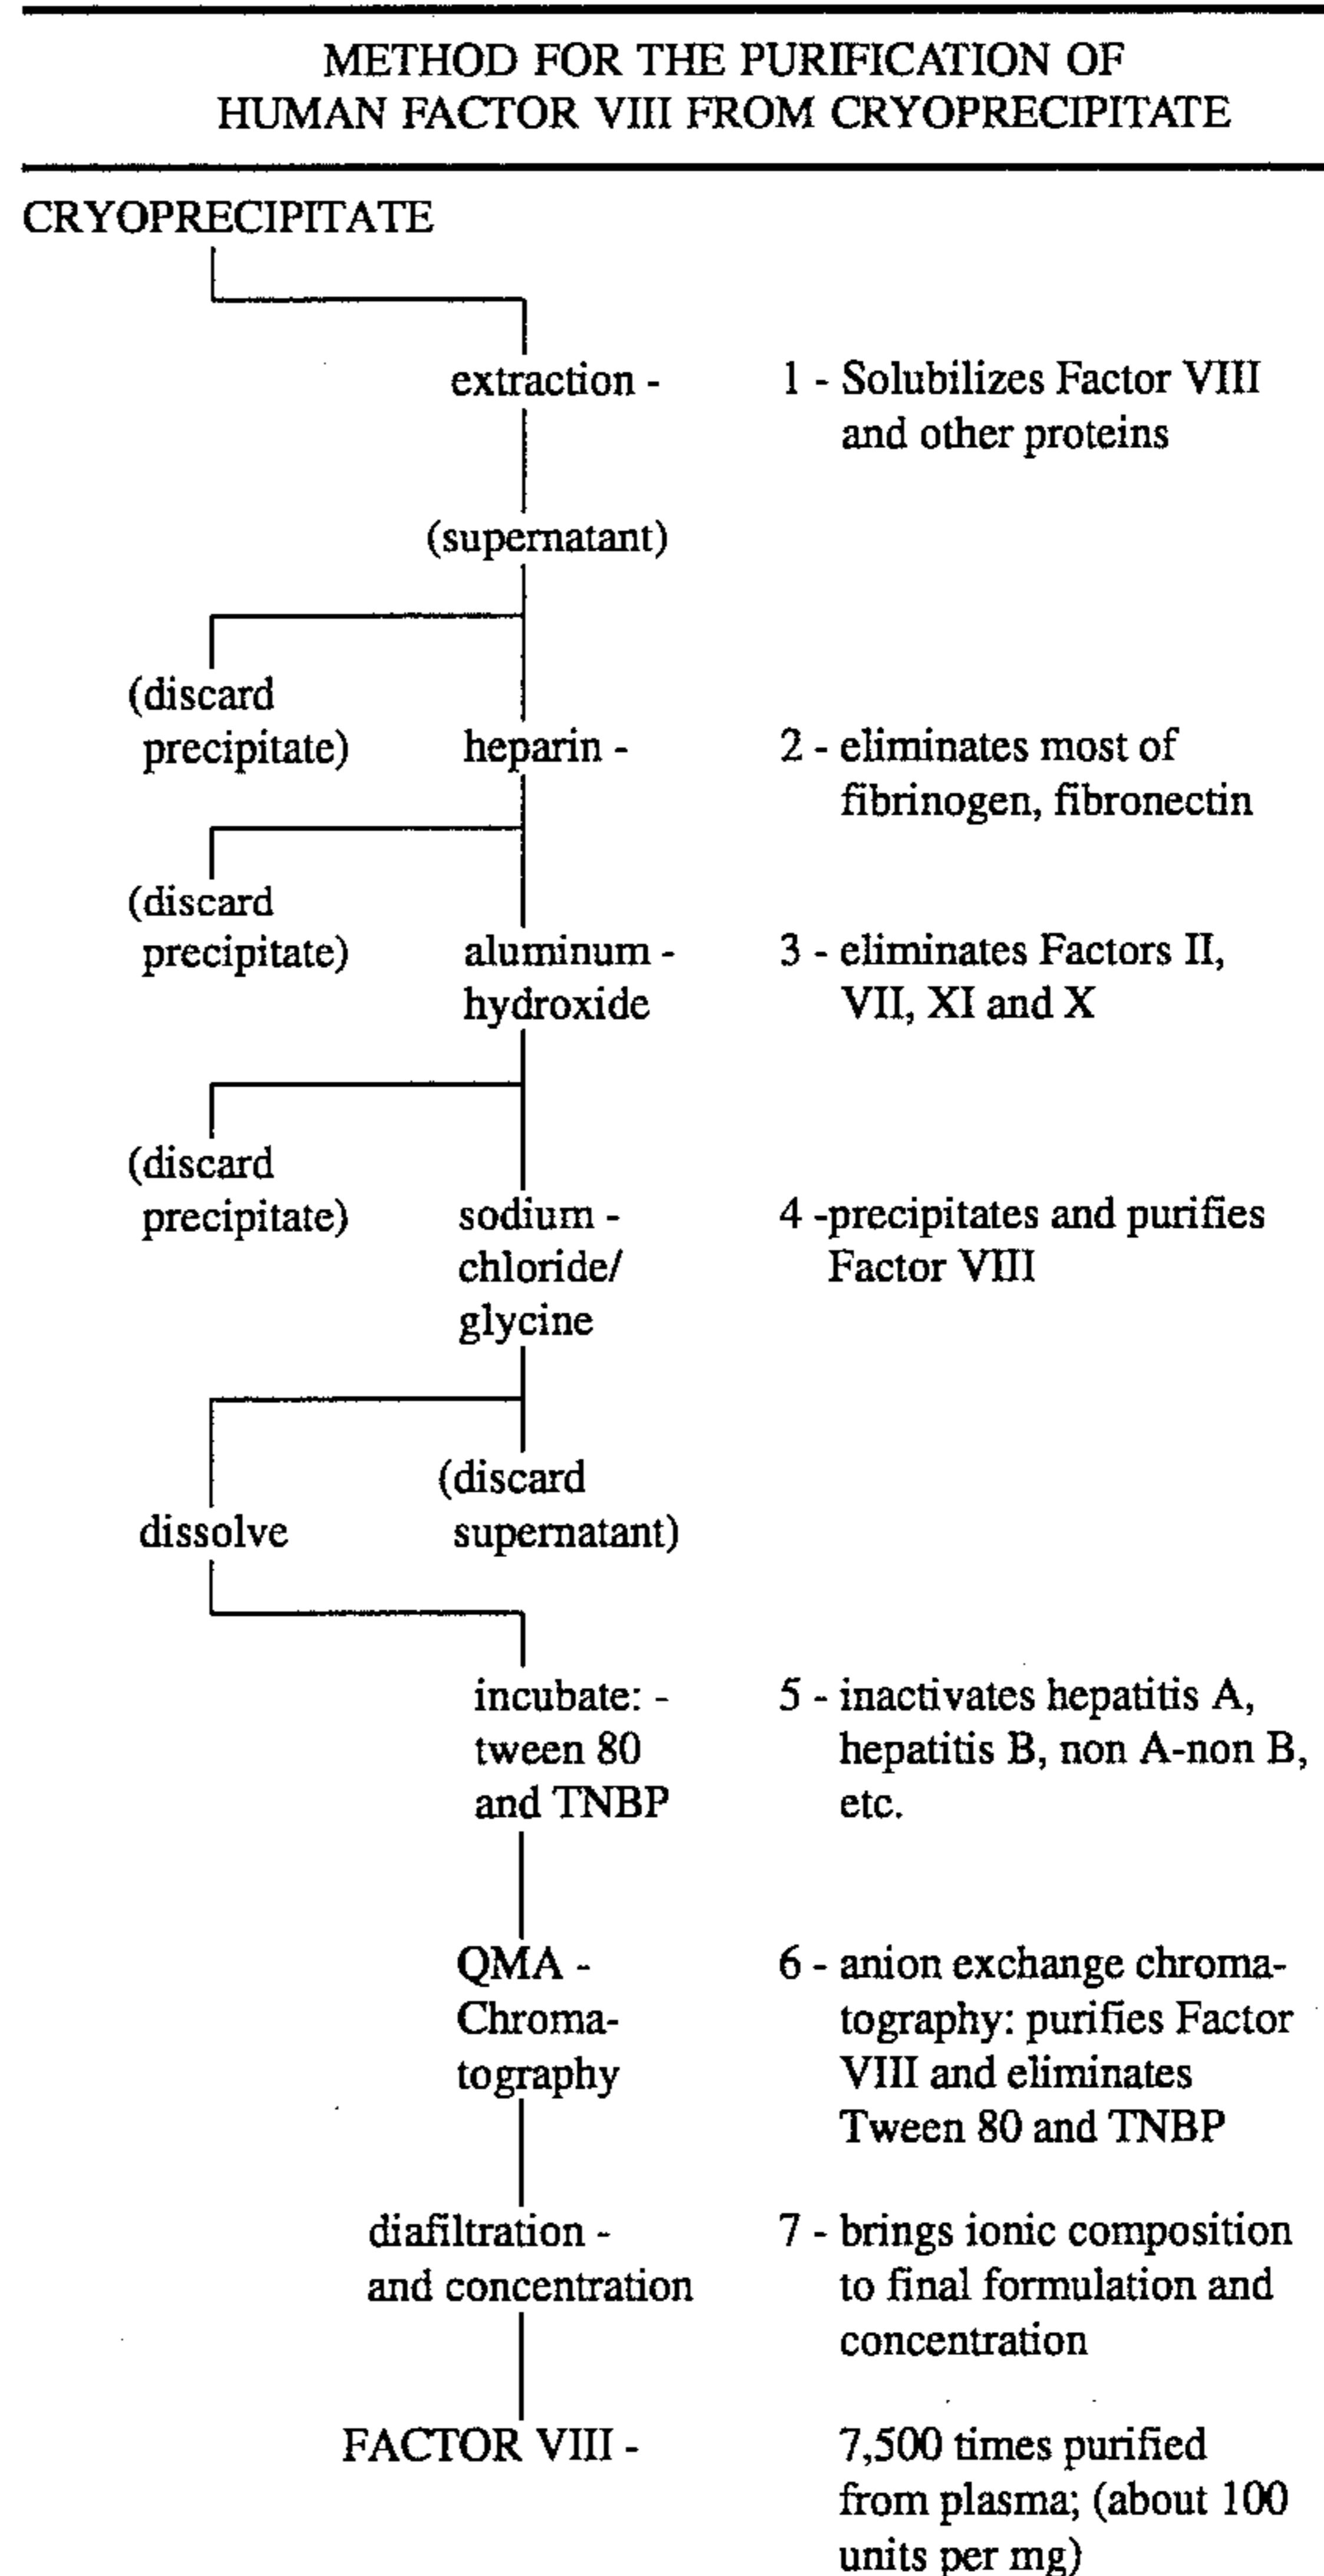 METHOD FOR THE PURIFICATION OF
HUMAN FACTOR VIII FROM CRYOPRECIPITATE
CRYOPRECIPITATE
extraction -
1 - Solubilizes Factor VIII
and other proteins
(supernatant)
(discard
precipitate)
heparin -
2 - eliminates most of
fibrinogen, fibronectin
(discard
precipitate)
aluminum -
hydroxide
3 - eliminates Factors II,
VII, XI and X
(discard
precipitate)
sodium -
chloride/
glycine
4 -precipitates and purifies
Factor VIII
(discard
supernatant)
dissolve
incubate: -
tween 80
and TNBP
5 - inactivates hepatitis A,
hepatitis B, non A-non B,
etc.
QMA -
Chroma-
tography
6 - anion exchange chroma-
tography: purifies Factor
VIII and eliminates
Tween 80 and TNBP
diafiltration -
and concentration
7 - brings ionic composition
to final formulation and
concentration
FACTOR VIII -
7,500 times purified
from plasma; (about 100
units per mg)